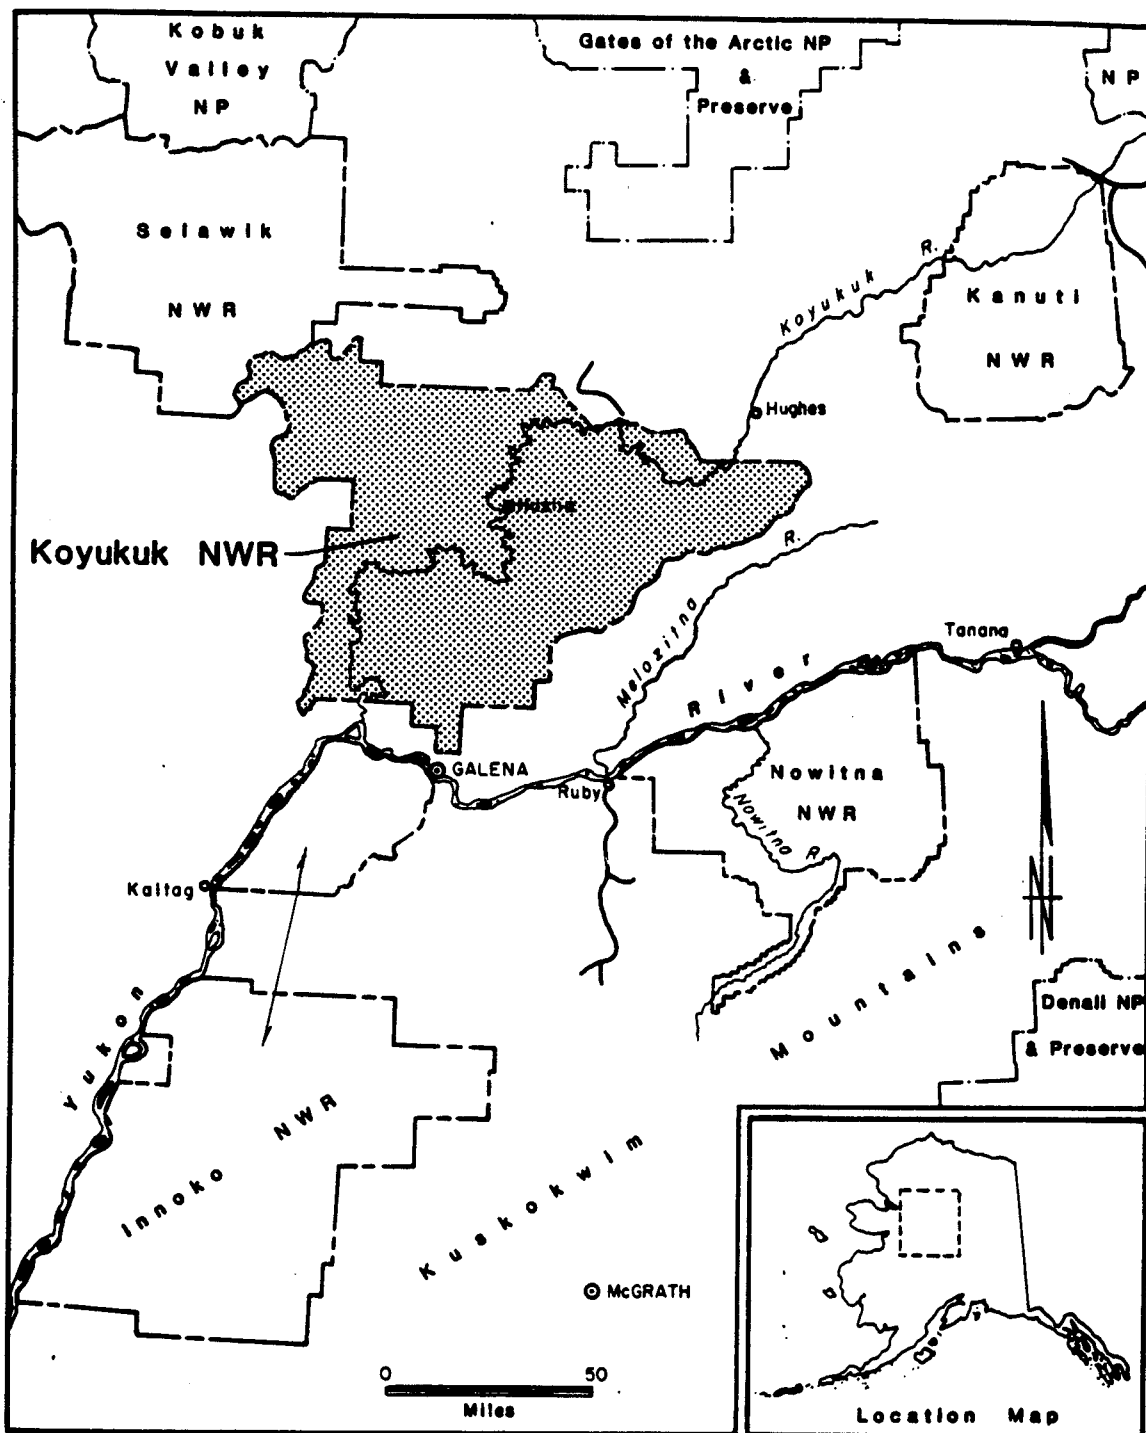 Kobuk
Valley
NP
Gates of the Arctic NP
&
Preserve
NP
Selawik
NWR
Koyukuk R.
Kanuti
NWR
Hughes
Koyukuk NWR
Melozitna R.
Tanana
River
GALENA
Ruby
Nowitna
NWR
Nowitna R
Kaltag
Yukon
Mountains
Denali NP
& Preserve
Innoko NWR
Kuskokwim
McGRATH
0 50
Miles
N
Location Map